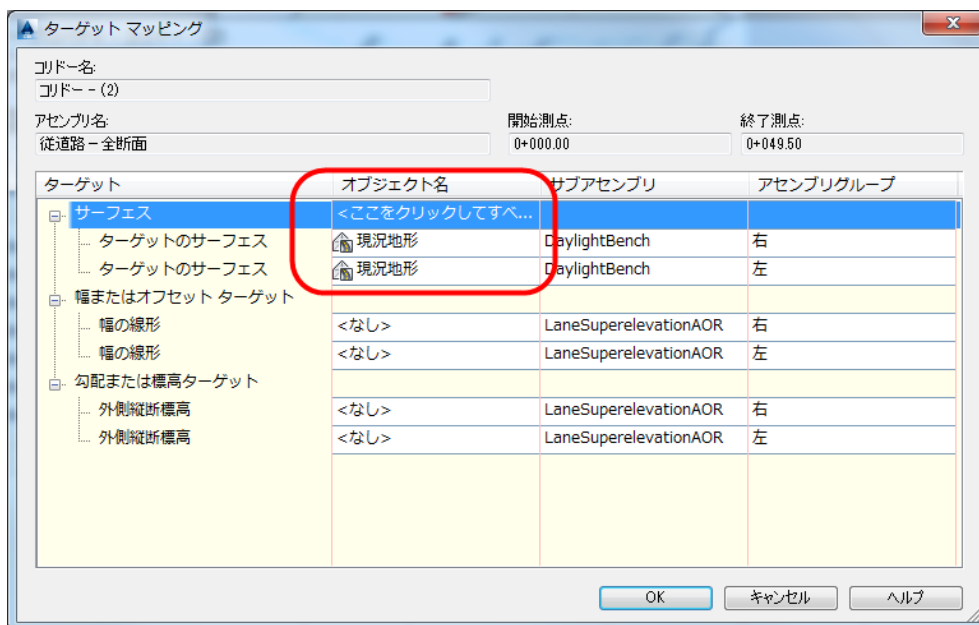 ターゲット マッピング
コリドー名:
コリドー - (2)
アセンブリ名:
開始測点:
終了測点:
従道路－全断面
0+000.00
0+049.50
ターゲット オブジェクト名 サブアセンブリ アセンブリグループ
サーフェス <ここをクリックしてすべ...
ターゲットのサーフェス 現況地形 DaylightBench 右
ターゲットのサーフェス 現況地形 DaylightBench 左
幅またはオフセット ターゲット
幅の線形 <なし> LaneSuperelevationAOR 右
幅の線形 <なし> LaneSuperelevationAOR 左
勾配または標高ターゲット
外側縦断標高 <なし> LaneSuperelevationAOR 右
外側縦断標高 <なし> LaneSuperelevationAOR 左
OK キャンセル ヘルプ